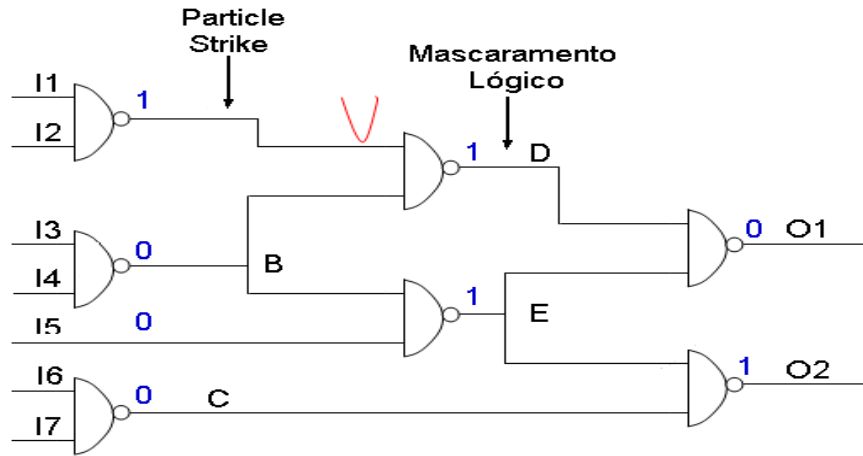 Particle
Strike
Mascaramento
Lógico
I1
1
I2
1
D
I3
0
0
O1
I4
B
I5
0
1
E
I6
0
C
1
O2
I7